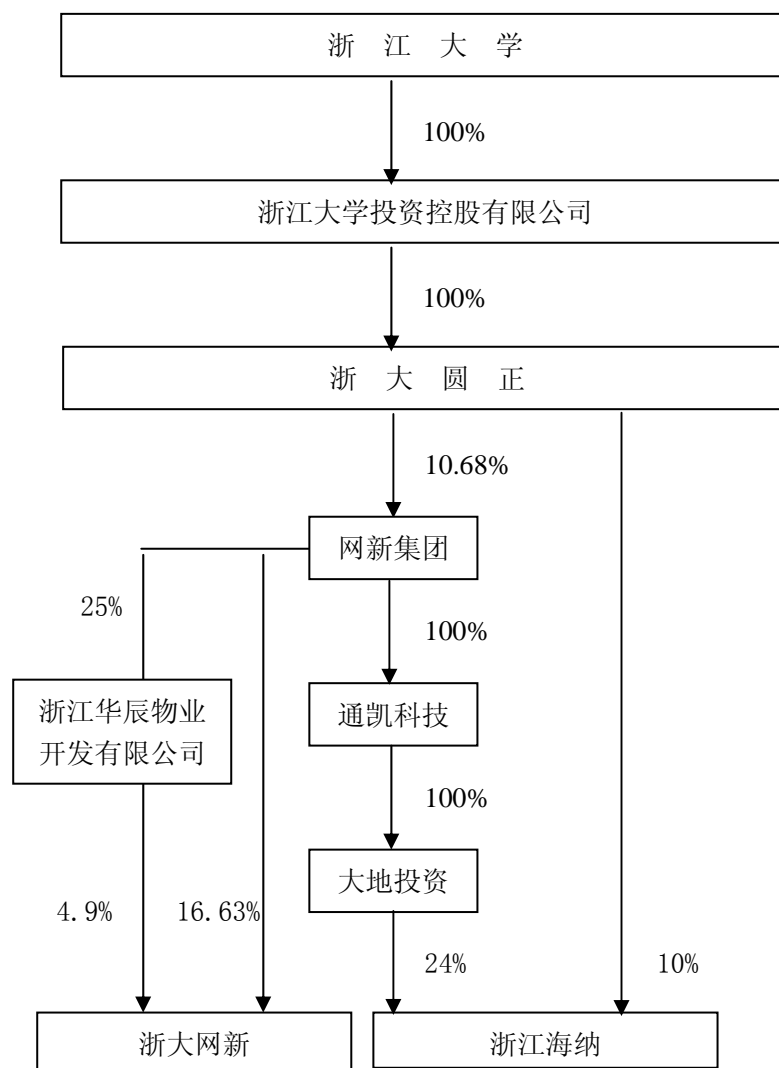 浙 江 大 学
100%
浙江大学投资控股有限公司
100%
浙 大 圆 正
10.68%
网新集团
25%
100%
浙江华辰物业
开发有限公司
通凯科技
100%
大地投资
4.9%
16.63%
24%
10%
浙大网新
浙江海纳